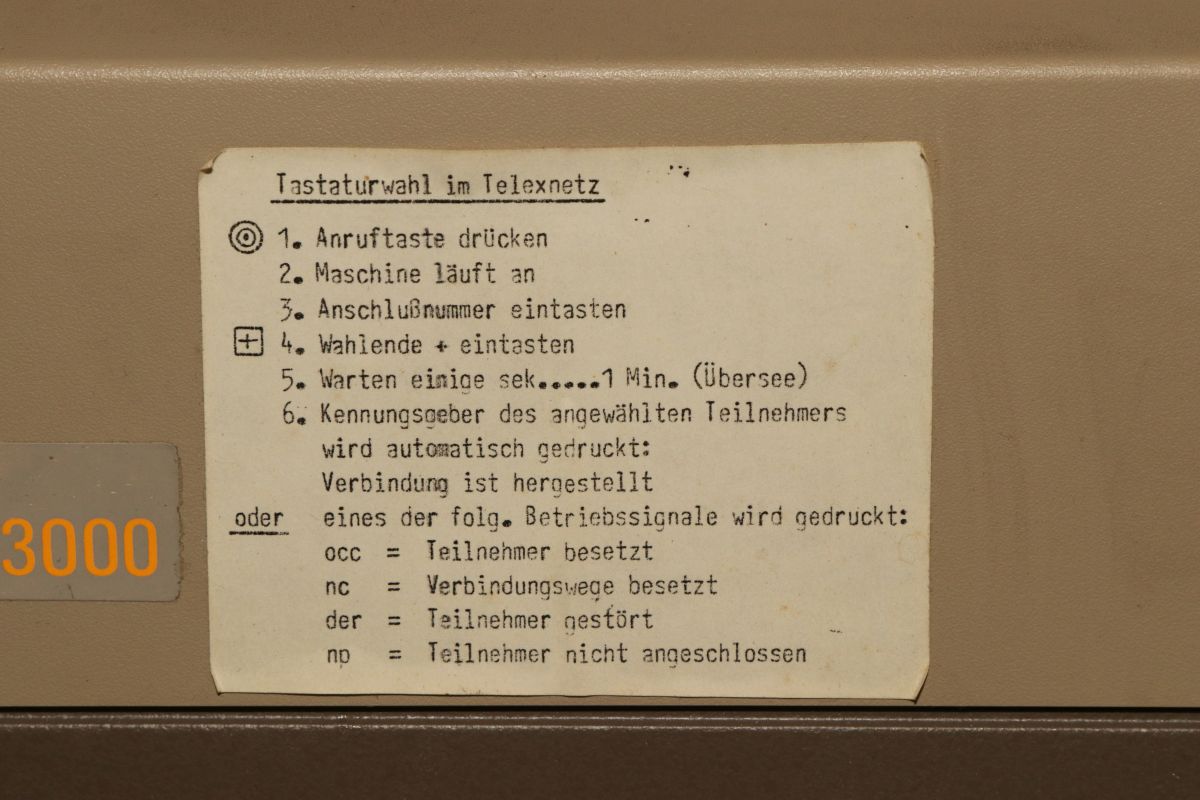 Tastaturwahl im Telexnetz
1. Anruftaste drücken
2. Maschine läuft an
3. Anschlußnummer eintasten
+ 4. Wahlende + eintasten
5. Warten einige sek.....1 Min. (Übersee)
6. Kennungsgeber des angewählten Teilnehmers
wird automatisch gedruckt:
Verbindung ist hergestellt
oder eines der folg. Betriebssignale wird gedruckt:
occ = Teilnehmer besetzt
nc = Verbindungswege besetzt
der = Teilnehmer gestört
np = Teilnehmer nicht angeschlossen
3000